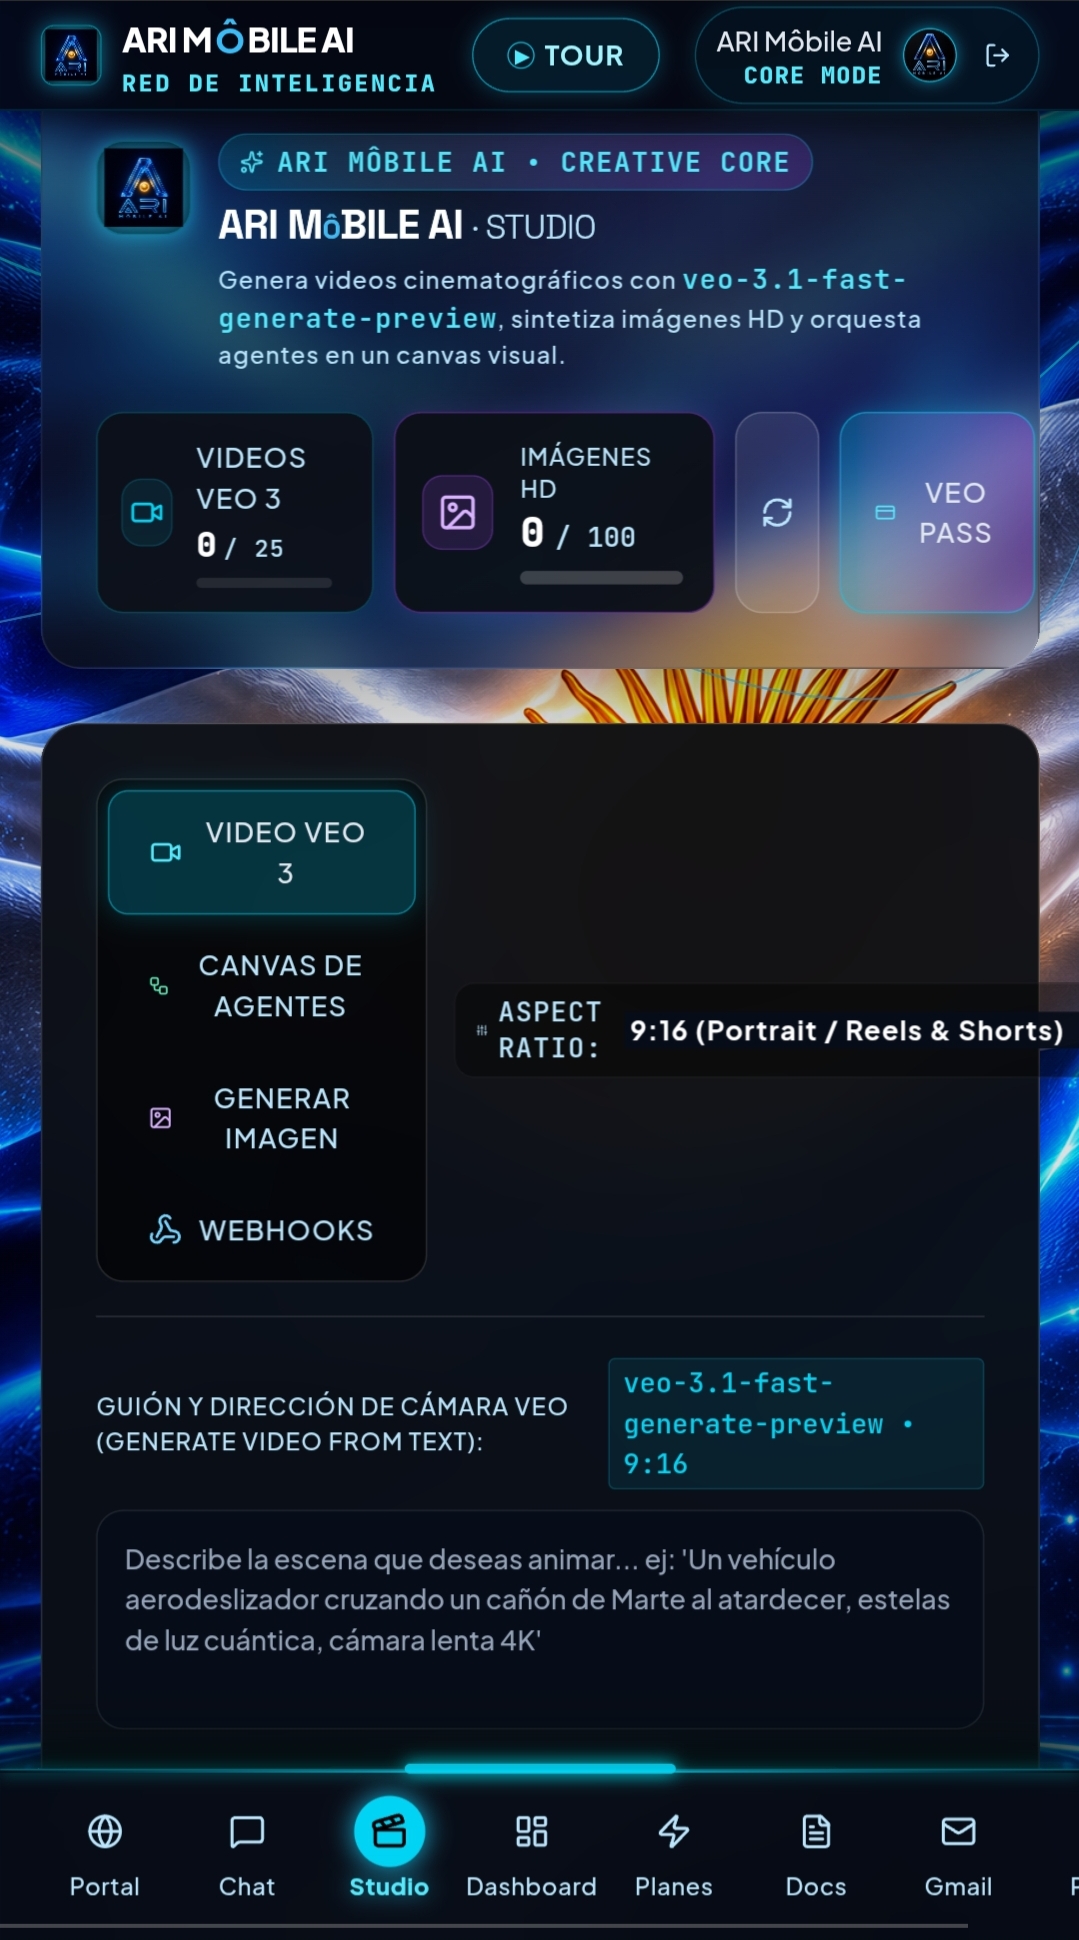 ARI MÔBILE AI
RED DE INTELIGENCIA
TOUR
ARI Môbile AI
CORE MODE
ARI
ARI MÔBILE AI • CREATIVE CORE
ARI MôBILE AI · STUDIO
Genera videos cinematográficos con veo-3.1-fast-
generate-preview, sintetiza imágenes HD y orquesta
agentes en un canvas visual.
VIDEOS
VEO 3
0 / 25
IMÁGENES
HD
0 / 100
VEO
PASS
VIDEO VEO
3
CANVAS DE
AGENTES
GENERAR
IMAGEN
WEBHOOKS
ASPECT
RATIO:
9:16 (Portrait / Reels & Shorts)
GUIÓN Y DIRECCIÓN DE CÁMARA VEO
(GENERATE VIDEO FROM TEXT):
veo-3.1-fast-
generate-preview •
9:16
Describe la escena que deseas animar... ej: 'Un vehículo
aerodeslizador cruzando un cañón de Marte al atardecer, estelas
de luz cuántica, cámara lenta 4K'
Portal
Chat
Studio
Dashboard
Planes
Docs
Gmail